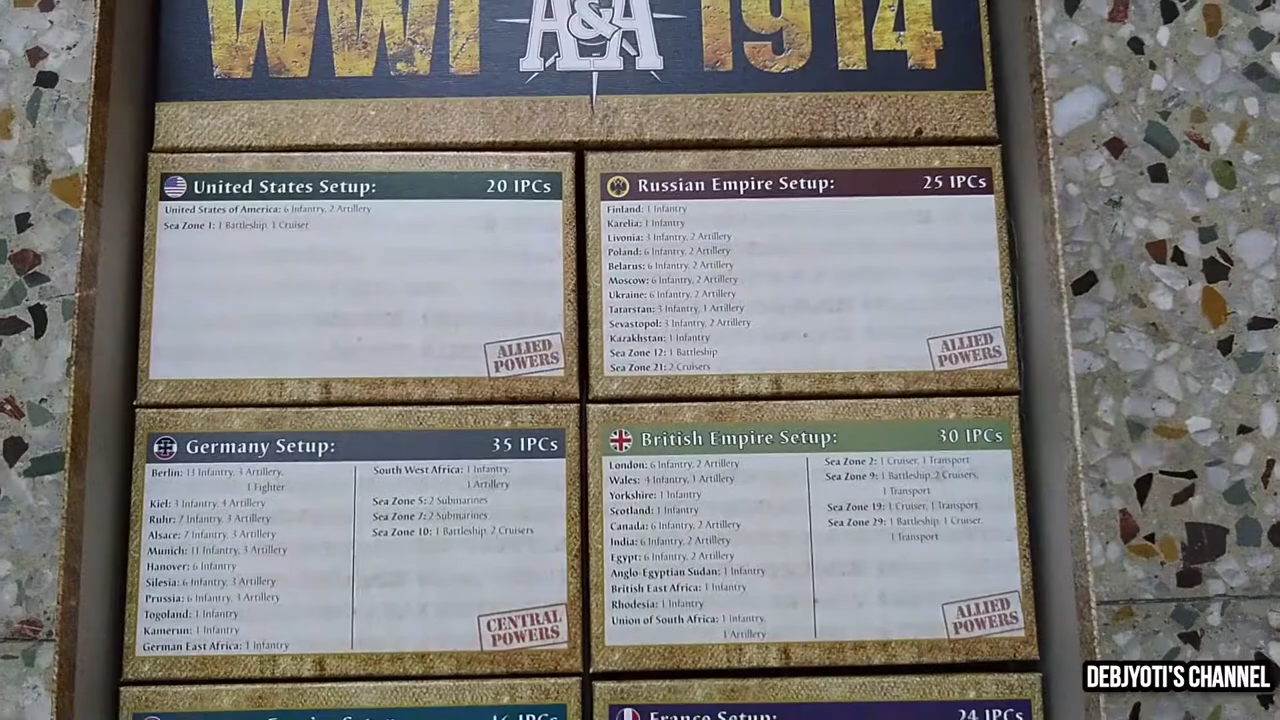 WWI A&A 1914
United States Setup: 20 IPCs
United States of America: 6 Infantry, 2 Artillery
Sea Zone 1: 1 Battleship, 1 Cruiser
ALLIED
POWERS
Russian Empire Setup: 25 IPCs
Finland: 1 Infantry
Karelia: 1 Infantry
Livonia: 3 Infantry, 2 Artillery
Poland: 6 Infantry, 2 Artillery
Belarus: 6 Infantry, 2 Artillery
Moscow: 6 Infantry, 2 Artillery
Ukraine: 6 Infantry, 2 Artillery
Tatarstan: 3 Infantry, 1 Artillery
Sevastopol: 3 Infantry, 2 Artillery
Kazakhstan: 1 Infantry
Sea Zone 12: 1 Battleship
Sea Zone 21: 2 Cruisers
ALLIED
POWERS
Germany Setup: 35 IPCs
Berlin: 13 Infantry, 3 Artillery,
1 Fighter
Kiel: 3 Infantry, 4 Artillery
Ruhr: 7 Infantry, 3 Artillery
Alsace: 7 Infantry, 3 Artillery
Munich: 11 Infantry, 3 Artillery
Hanover: 6 Infantry
Silesia: 6 Infantry, 3 Artillery
Prussia: 6 Infantry, 3 Artillery
Togoland: 1 Infantry
Kamerun: 1 Infantry
German East Africa: 1 Infantry
South West Africa: 1 Infantry,
1 Artillery
Sea Zone 5: 2 Submarines
Sea Zone 7: 2 Submarines
Sea Zone 10: 1 Battleship, 2 Cruisers
CENTRAL
POWERS
British Empire Setup: 30 IPCs
London: 6 Infantry, 2 Artillery
Wales: 4 Infantry, 1 Artillery
Yorkshire: 1 Infantry
Scotland: 1 Infantry
Canada: 6 Infantry, 2 Artillery
India: 6 Infantry, 2 Artillery
Egypt: 6 Infantry, 2 Artillery
Anglo-Egyptian Sudan: 1 Infantry
British East Africa: 1 Infantry
Rhodesia: 1 Infantry
Union of South Africa: 1 Infantry,
1 Artillery
Sea Zone 2: 1 Cruiser, 1 Transport
Sea Zone 9: 1 Battleship, 2 Cruisers,
1 Transport
Sea Zone 19: 1 Cruiser, 1 Transport
Sea Zone 29: 1 Battleship, 1 Cruiser,
1 Transport
ALLIED
POWERS
16 IPCs
France Setup: 24 IPCs
DEBJYOTI'S CHANNEL